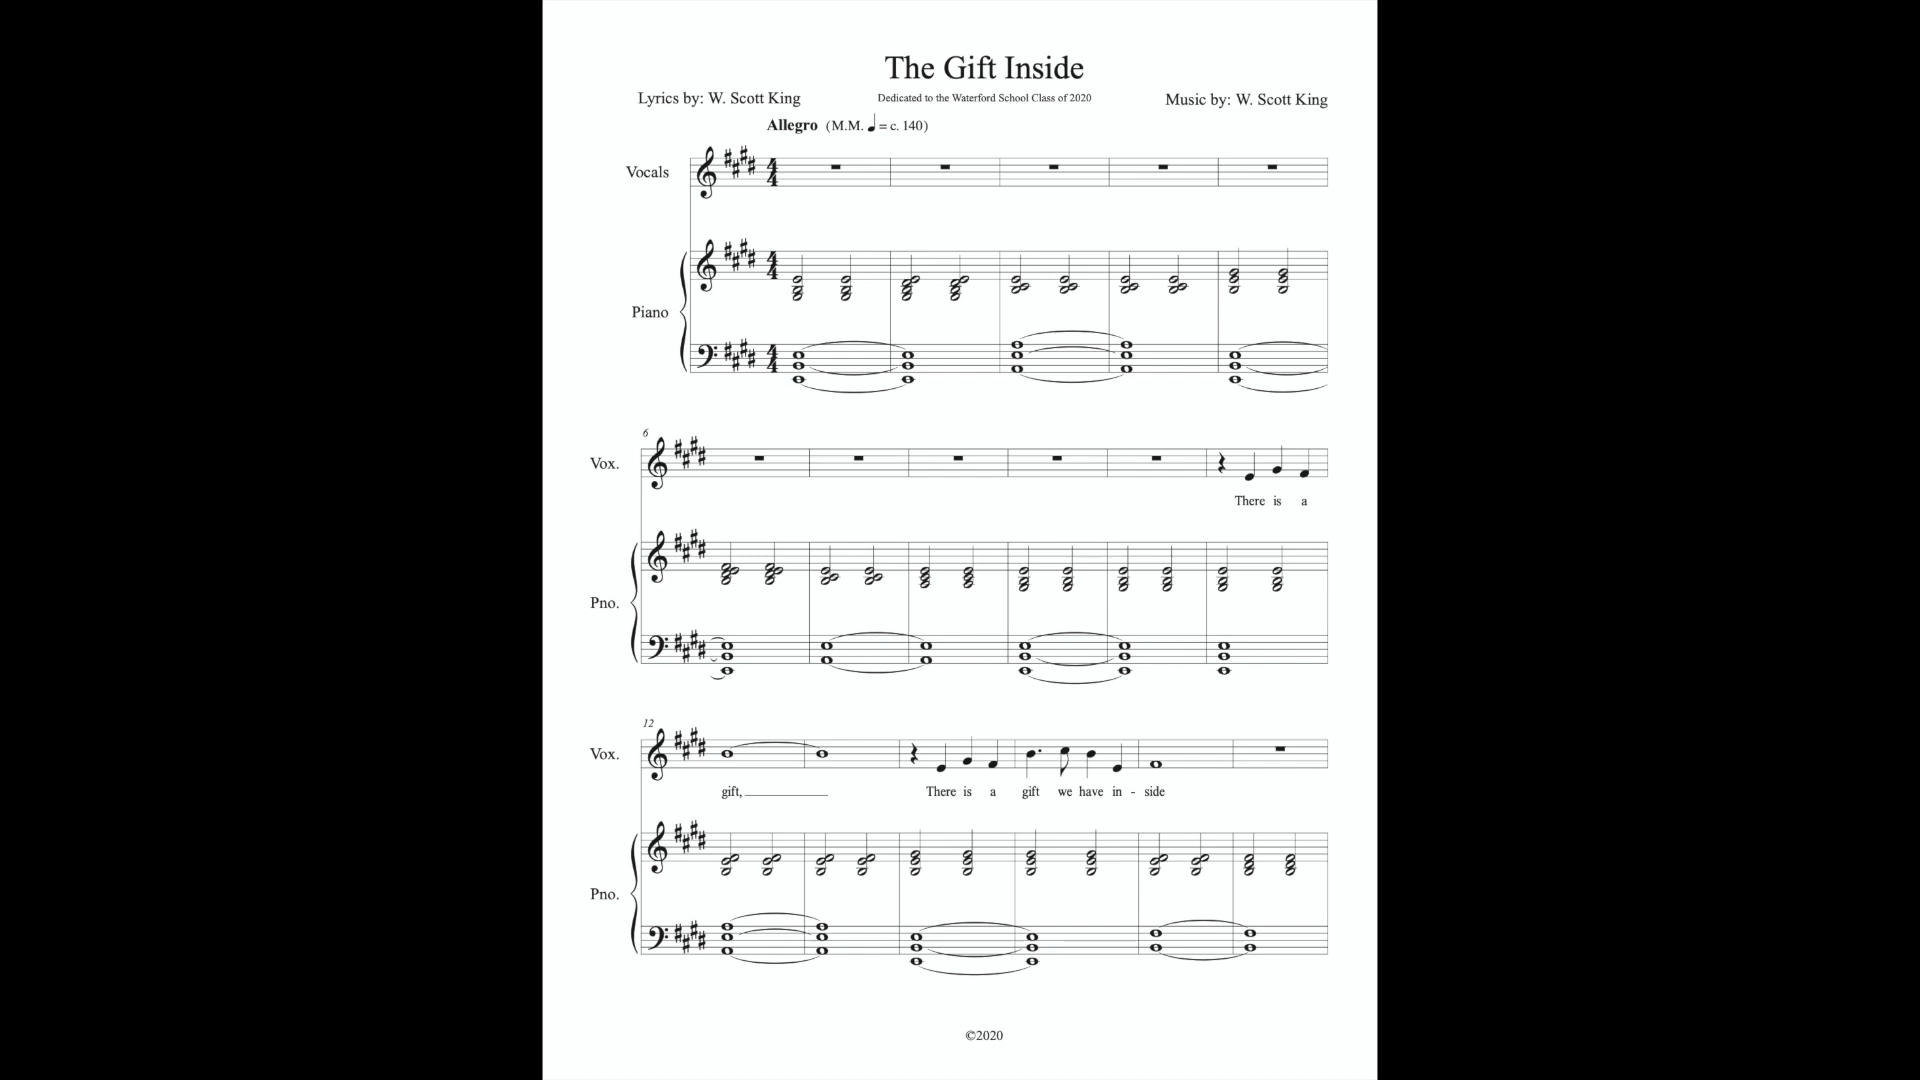 The Gift Inside
Lyrics by: W. Scott King
Dedicated to the Waterford School Class of 2020
Music by: W. Scott King
Allegro (M.M. ♩ = c. 140)
Vocals
Piano
6
Vox.
There is a
Pno.
12
Vox.
gift, There is a gift we have in - side
Pno.
©2020